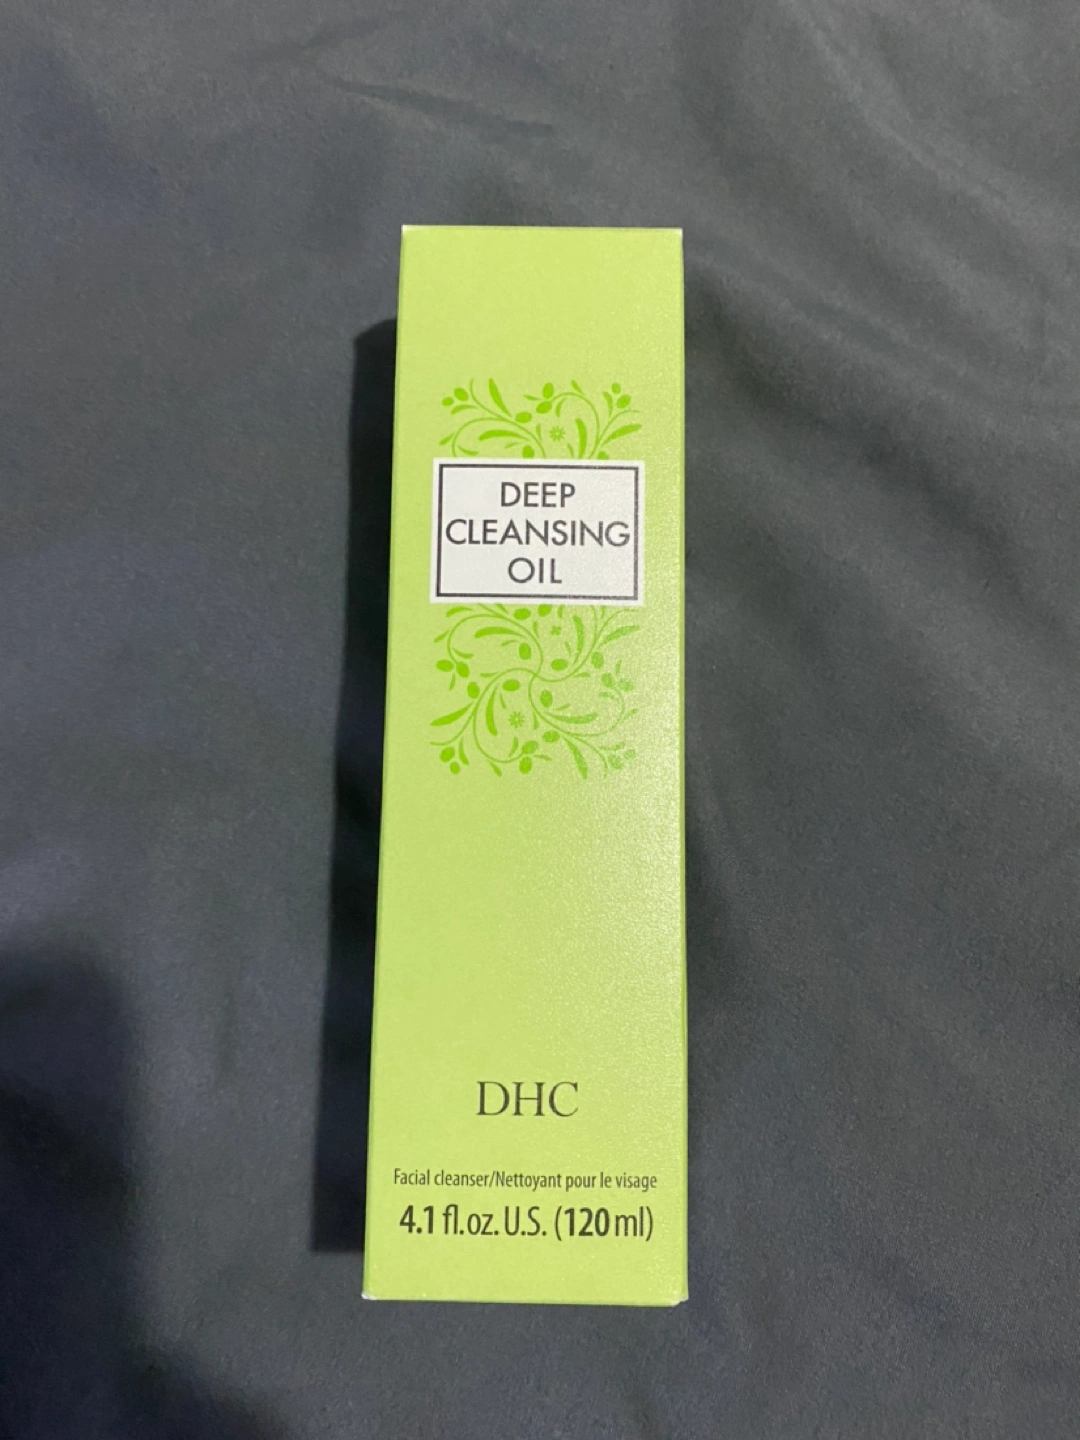 DEEP
CLEANSING
OIL
DHC
Facial cleanser/Nettoyant pour le visage
4.1 fl.oz. U.S. (120 ml)